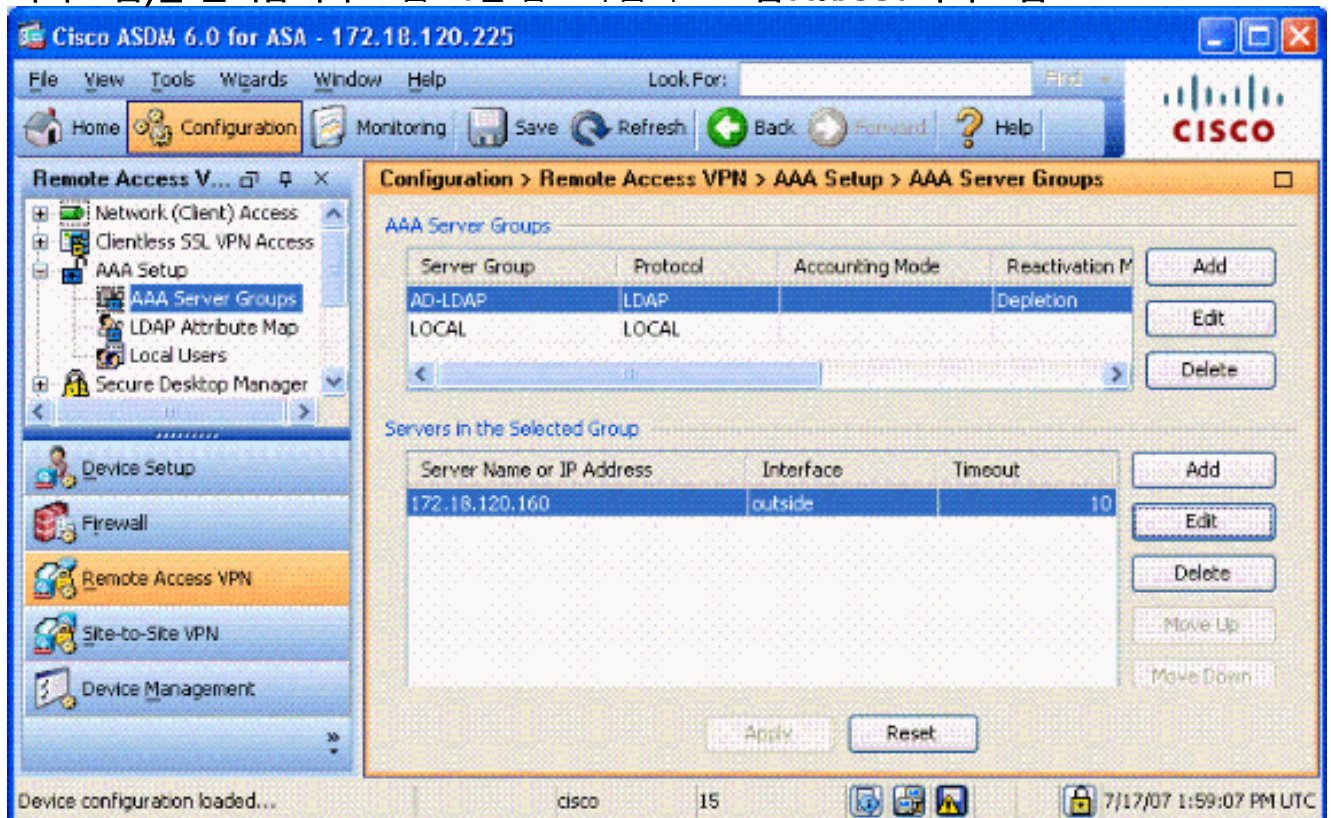 Cisco ASDM 6.0 for ASA - 172.18.120.225
File View Tools Wizards Window Help Look For: Find
Home Configuration Monitoring Save Refresh Back Forward Help
CISCO
Remote Access V...
Network (Client) Access
Clientless SSL VPN Access
AAA Setup
AAA Server Groups
LDAP Attribute Map
Local Users
Secure Desktop Manager
Device Setup
Firewall
Remote Access VPN
Site-to-Site VPN
Device Management
Configuration > Remote Access VPN > AAA Setup > AAA Server Groups
AAA Server Groups
Server Group Protocol Accounting Mode Reactivation M
AD-LDAP LDAP Depletion
LOCAL LOCAL
Add
Edit
Delete
Servers in the Selected Group
Server Name or IP Address Interface Timeout
172.18.120.160 outside 10
Add
Edit
Delete
Move Up
Move Down
Apply Reset
Device configuration loaded... cisco 15 7/17/07 1:59:07 PM UTC